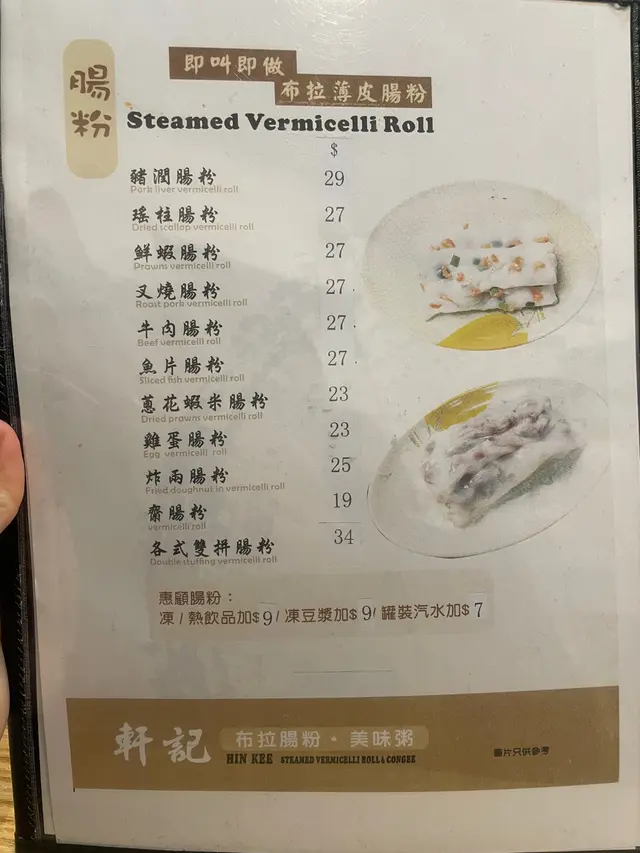 腸粉
即叫即做
布拉薄皮腸粉
Steamed Vermicelli Roll
$
豬潤腸粉 29
Pork liver vermicelli roll
瑤柱腸粉 27
Dried scallop vermicelli roll
鮮蝦腸粉 27
Prawns vermicelli roll
叉燒腸粉 27
Roast pork vermicelli roll
牛肉腸粉 27
Beef vermicelli roll
魚片腸粉 27
Sliced fish vermicelli roll
蔥花蝦米腸粉 23
Dried prawns vermicelli roll
雞蛋腸粉 23
Egg vermicelli roll
炸兩腸粉 25
Fried doughnut in vermicelli roll
齋腸粉 19
vermicelli roll
各式雙拼腸粉 34
Double stuffing vermicelli roll
惠顧腸粉：
凍/熱飲品加$9/凍豆漿加$9/罐裝汽水加$7
軒記 布拉腸粉・美味粥
HIN KEE STEAMED VERMICELLI ROLL & CONGEE
圖片只供參考